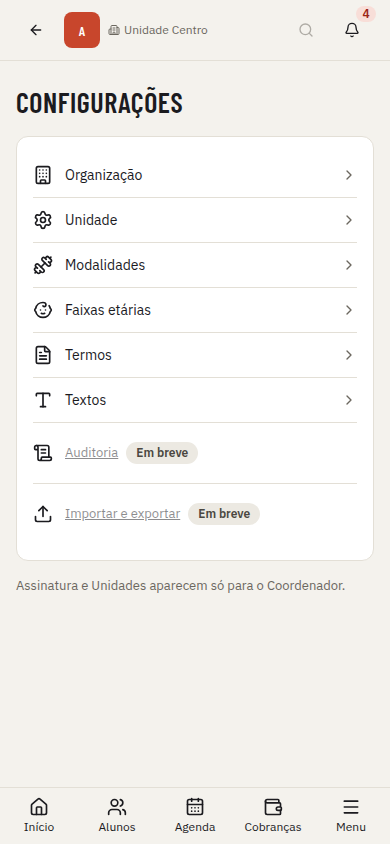 A
Unidade Centro
4
CONFIGURAÇÕES
Organização
Unidade
Modalidades
Faixas etárias
Termos
Textos
Auditoria Em breve
Importar e exportar Em breve
Assinatura e Unidades aparecem só para o Coordenador.
Início Alunos Agenda Cobranças Menu